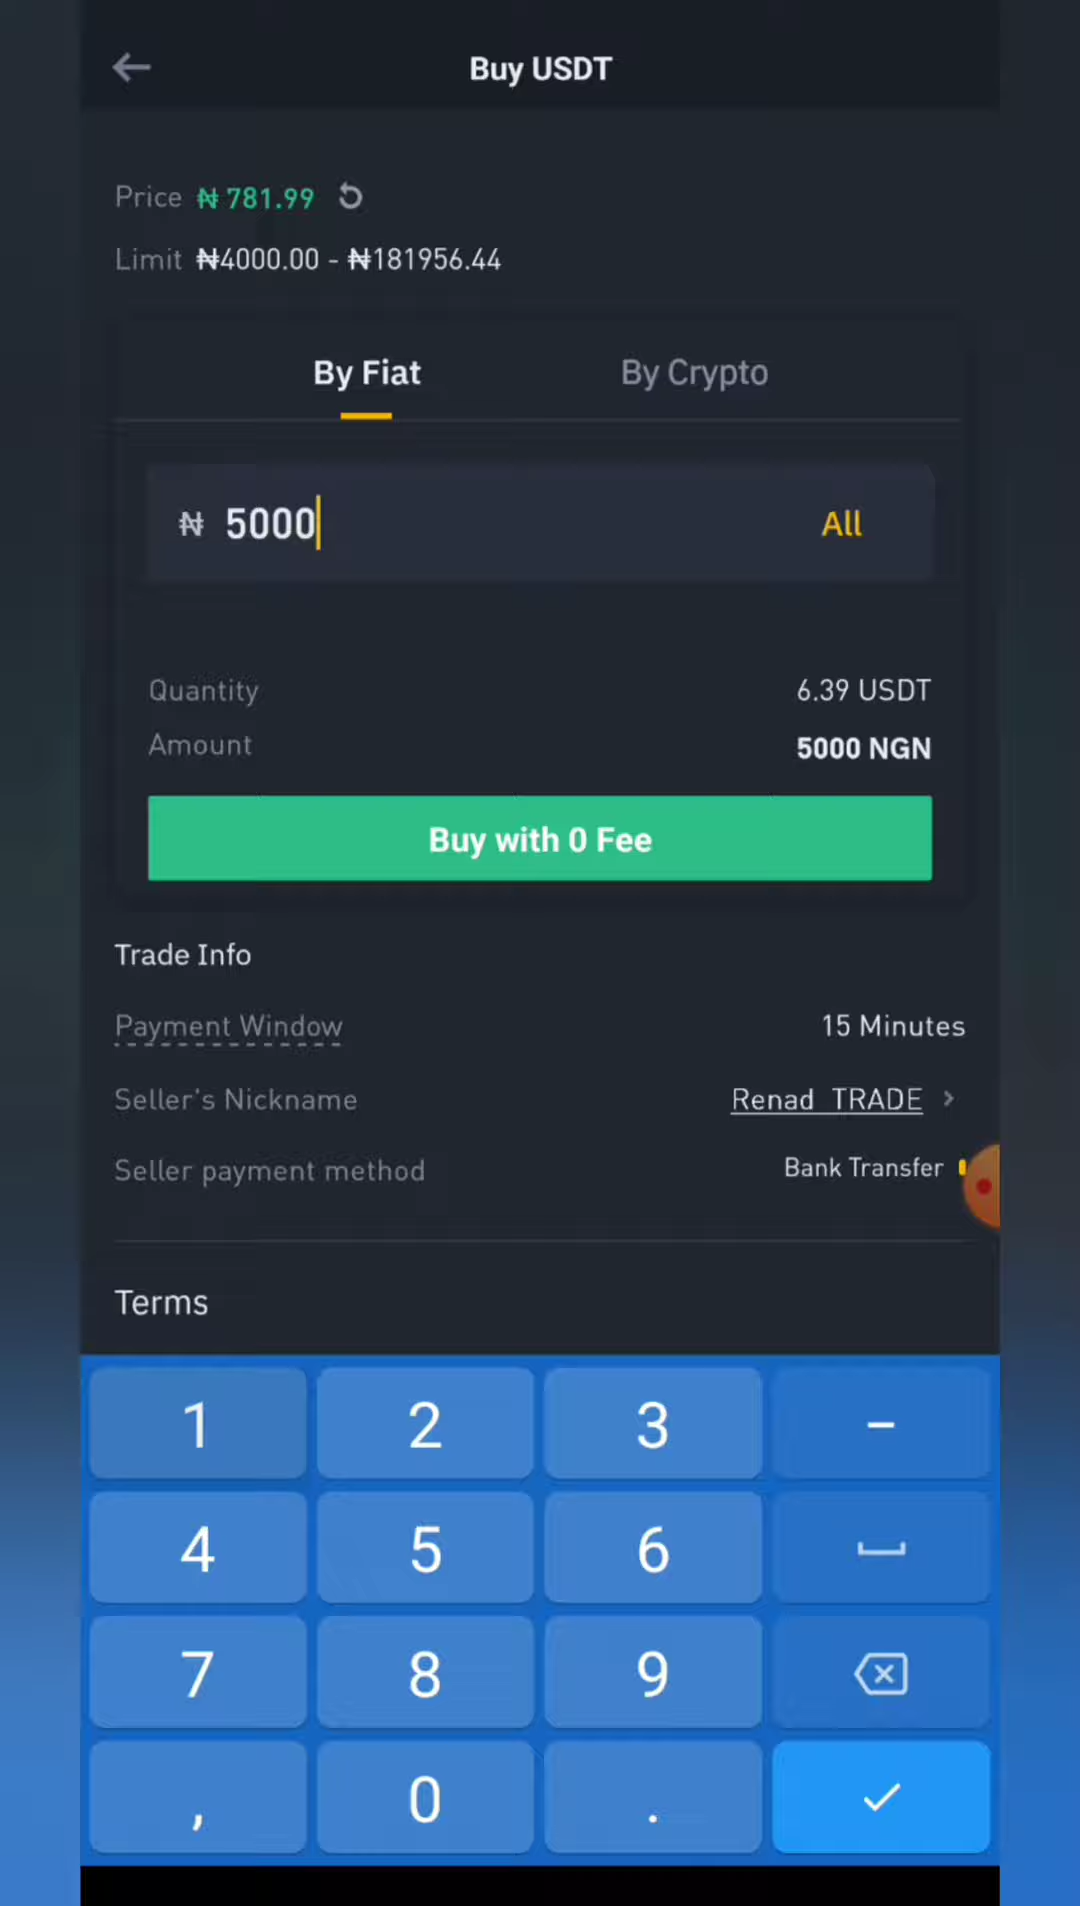 Buy USDT
Price ₦ 781.99
Limit ₦4000.00 - ₦181956.44
By Fiat By Crypto
₦ 5000 All
Quantity 6.39 USDT
Amount 5000 NGN
Buy with 0 Fee
Trade Info
Payment Window 15 Minutes
Seller's Nickname Renad_TRADE >
Seller payment method Bank Transfer
Terms
1 2 3 –
4 5 6
7 8 9
, 0 .